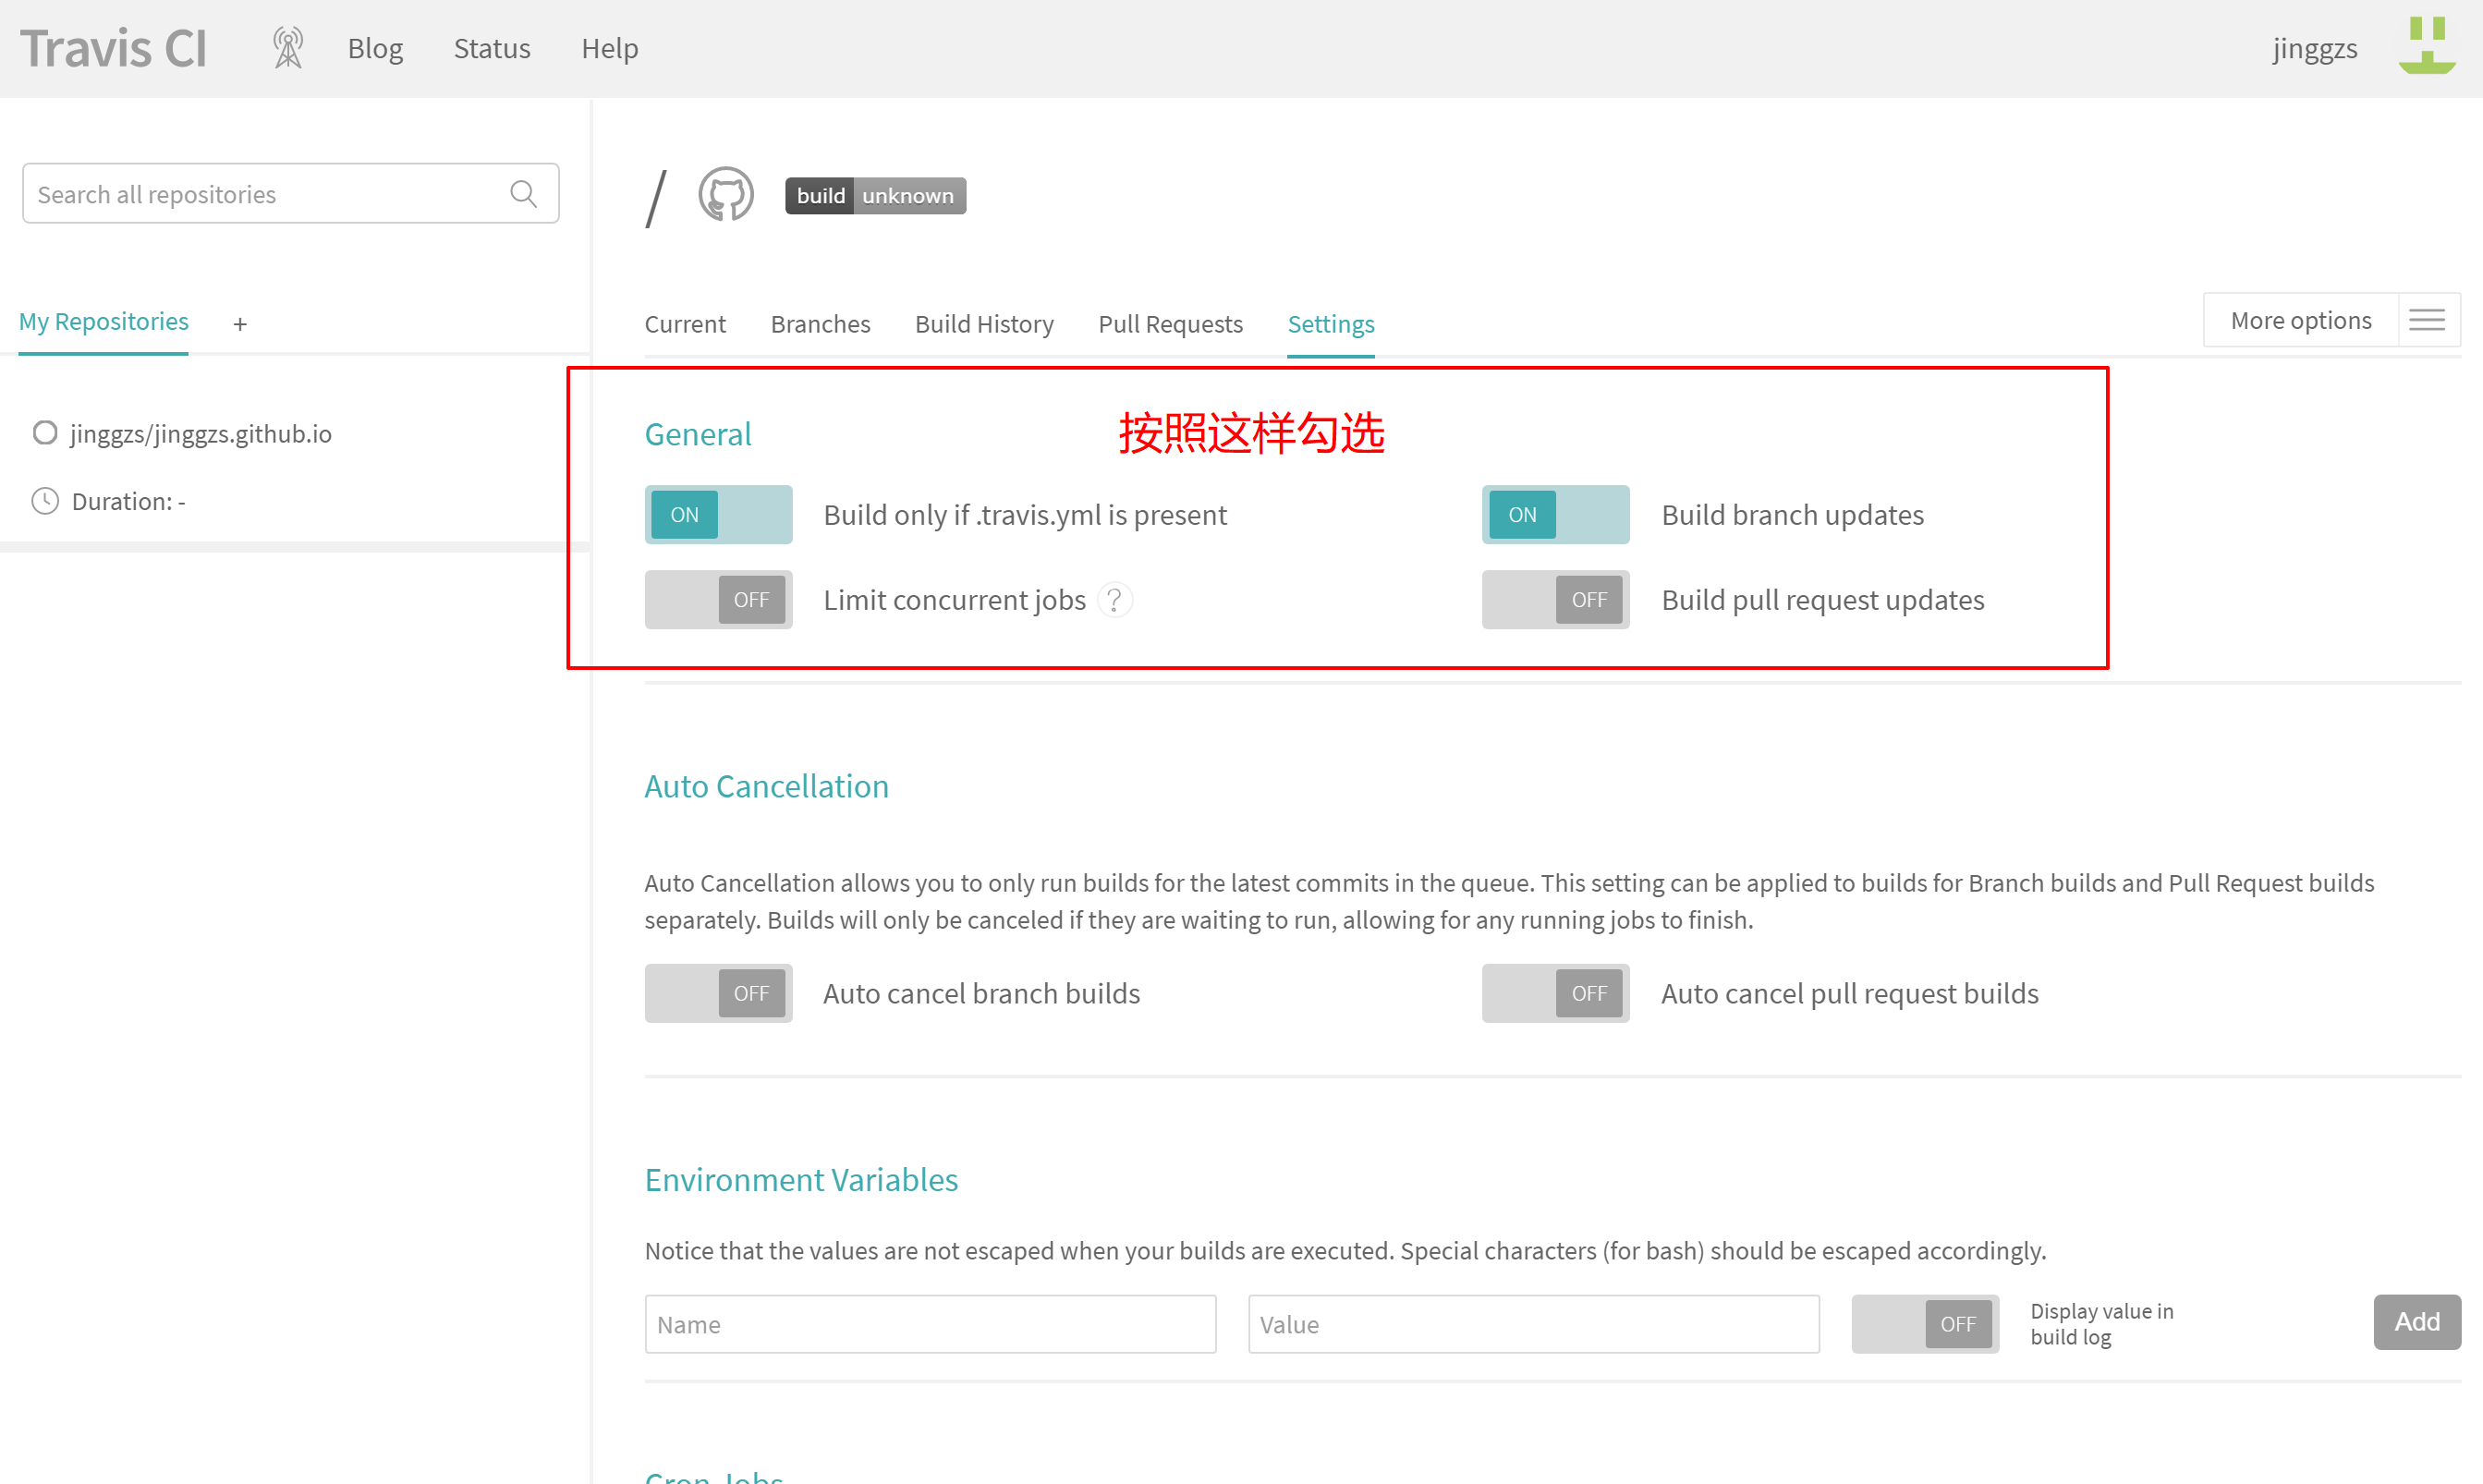 Travis CI Blog Status Help jinggzs
Search all repositories
build unknown
My Repositories +
Current Branches Build History Pull Requests Settings More options
jinggzs/jinggzs.github.io
Duration: -
General 按照这样勾选
ON Build only if .travis.yml is present ON Build branch updates
OFF Limit concurrent jobs ? OFF Build pull request updates
Auto Cancellation
Auto Cancellation allows you to only run builds for the latest commits in the queue. This setting can be applied to builds for Branch builds and Pull Request builds
separately. Builds will only be canceled if they are waiting to run, allowing for any running jobs to finish.
OFF Auto cancel branch builds OFF Auto cancel pull request builds
Environment Variables
Notice that the values are not escaped when your builds are executed. Special characters (for bash) should be escaped accordingly.
Name Value OFF Display value in
build log
Add
Cron Jobs